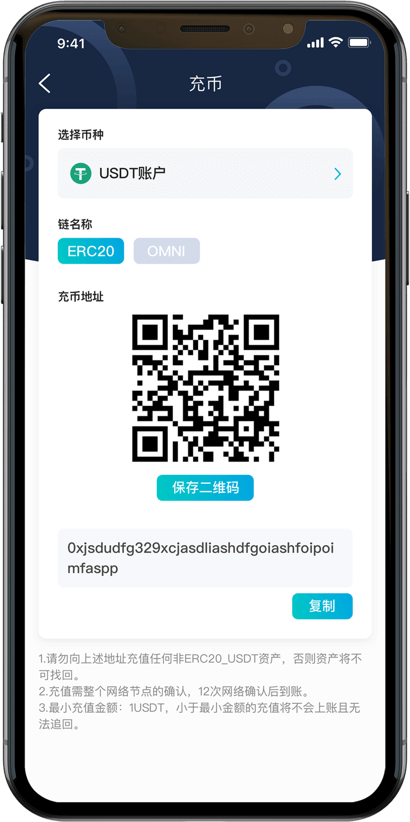 9:41
充币
选择币种
USDT账户
链名称
ERC20 OMNI
充币地址
保存二维码
0xjsdudfg329xcjasdliashdfgoiashfoipoi
mfaspp
复制
1.请勿向上述地址充值任何非ERC20_USDT资产，否则资产将不
可找回。
2.充值需整个网络节点的确认，12次网络确认后到账。
3.最小充值金额：1USDT，小于最小金额的充值将不会上账且无
法追回。